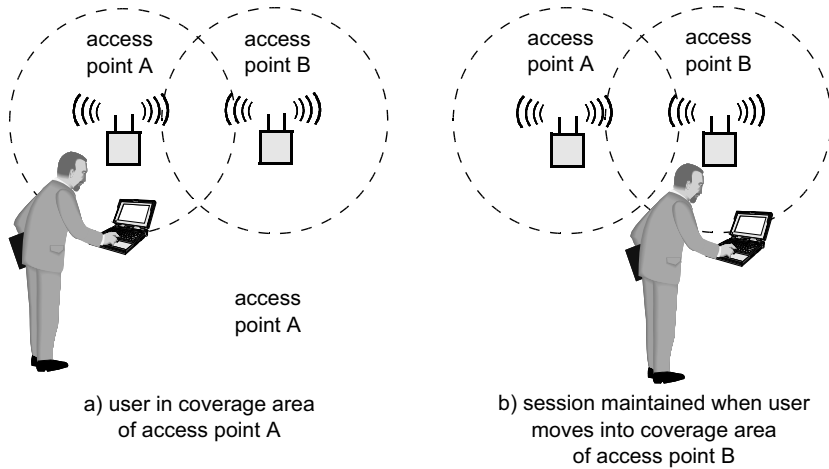 access
point A
access
point B
access
point A
a) user in coverage area
of access point A
access
point A
access
point B
b) session maintained when user
moves into coverage area
of access point B